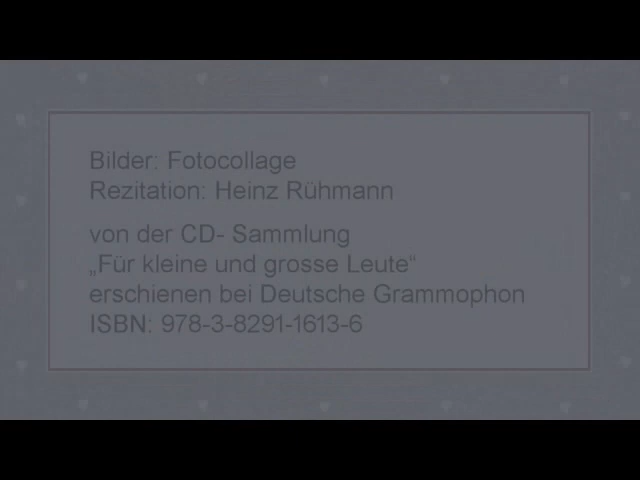 Bilder: Fotocollage
Rezitation: Heinz Rühmann
von der CD- Sammlung
„Für kleine und grosse Leute“
erschienen bei Deutsche Grammophon
ISBN: 978-3-8291-1613-6